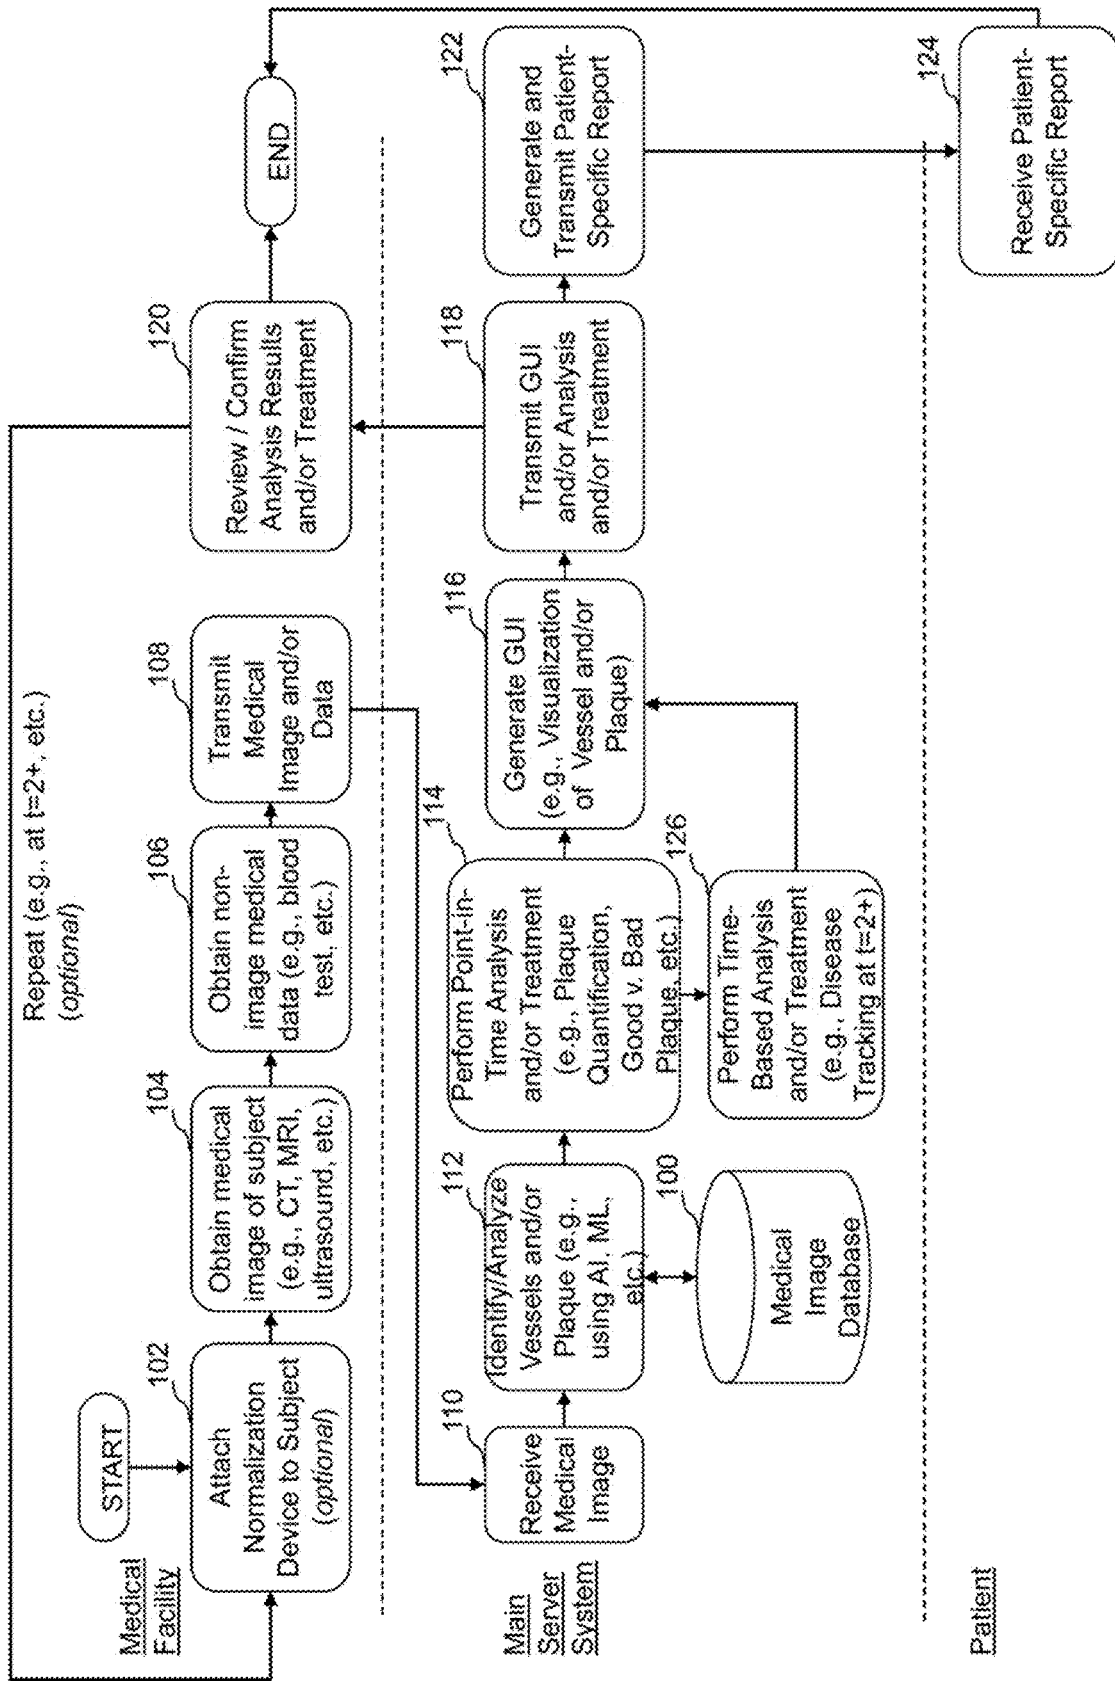 Repeat (e.g., at t=2+, etc.)
(optional)
Medical
Facility
START
102
Attach
Normalization
Device to Subject
(optional)
104
Obtain medical
image of subject
(e.g., CT, MRI,
ultrasound, etc.)
106
Obtain non-
image medical
data (e.g., blood
test, etc.)
108
Transmit
Medical
Image and/or
Data
120
Review / Confirm
Analysis Results
and/or Treatment
END
Main
Server
System
110
Receive
Medical
Image
112
Identify/Analyze
Vessels and/or
Plaque (e.g.,
using AI, ML,
etc.)
100
Medical
Image
Database
114
Perform Point-in-
Time Analysis
and/or Treatment
(e.g., Plaque
Quantification,
Good v. Bad
Plaque, etc.)
126
Perform Time-
Based Analysis
and/or Treatment
(e.g., Disease
Tracking at t=2+)
116
Generate GUI
(e.g., Visualization
of Vessel and/or
Plaque)
118
Transmit GUI
and/or Analysis
and/or Treatment
122
Generate and
Transmit Patient-
Specific Report
Patient
124
Receive Patient-
Specific Report